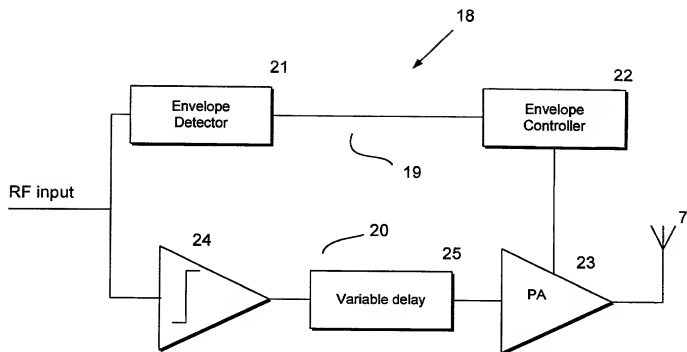 18
21
22
Envelope
Detector
Envelope
Controller
19
RF input
7
24
20
25
23
Variable delay
PA